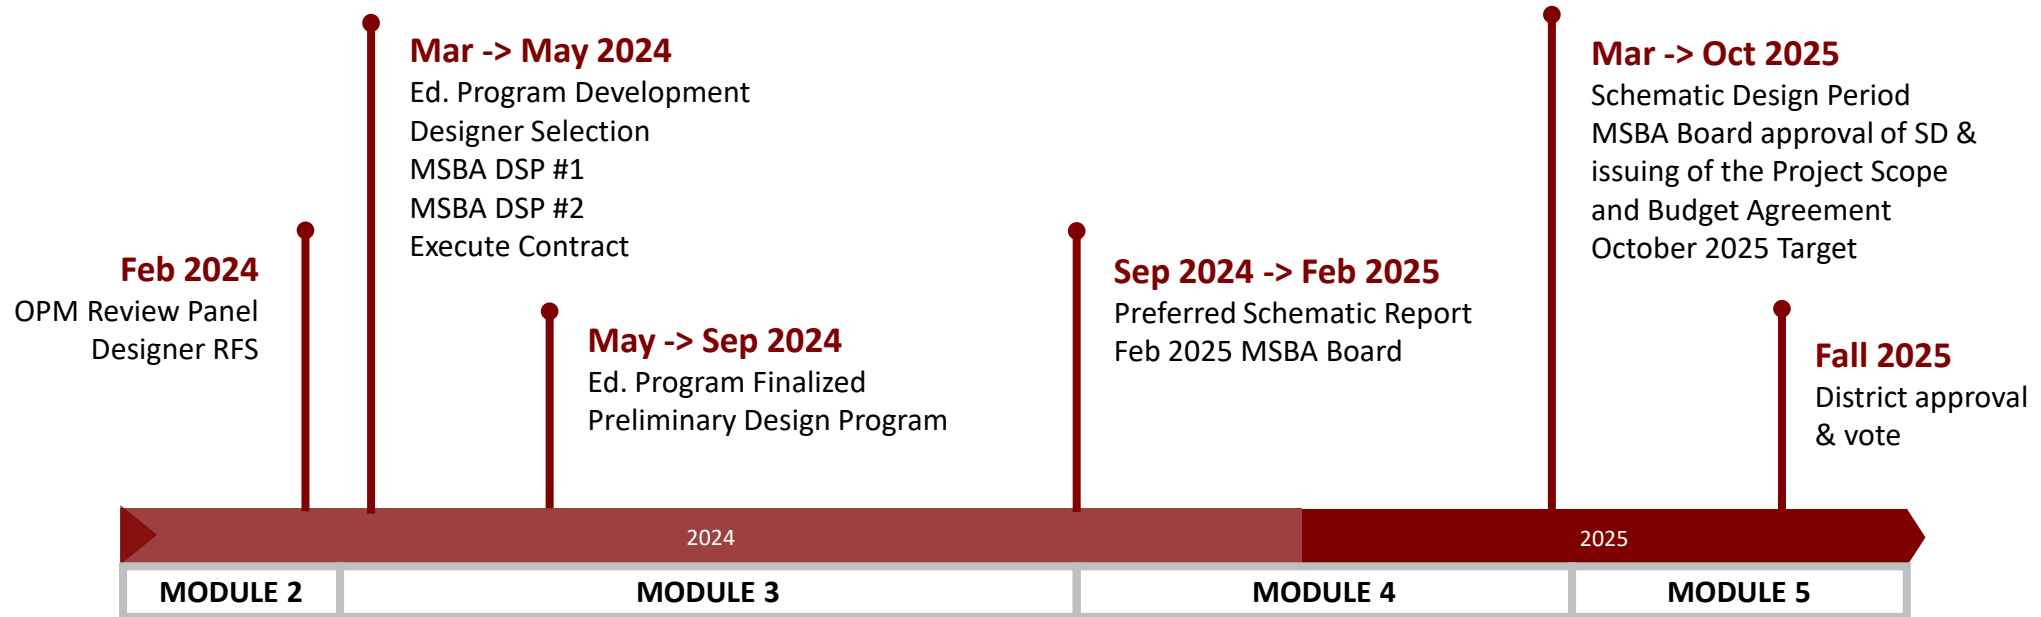 Feb 2024
OPM Review Panel
Designer RFS
Mar -> May 2024
Ed. Program Development
Designer Selection
MSBA DSP #1
MSBA DSP #2
Execute Contract
May -> Sep 2024
Ed. Program Finalized
Preliminary Design Program
Sep 2024 -> Feb 2025
Preferred Schematic Report
Feb 2025 MSBA Board
Mar -> Oct 2025
Schematic Design Period
MSBA Board approval of SD &
issuing of the Project Scope
and Budget Agreement
October 2025 Target
Fall 2025
District approval
& vote
2024
2025
MODULE 2
MODULE 3
MODULE 4
MODULE 5